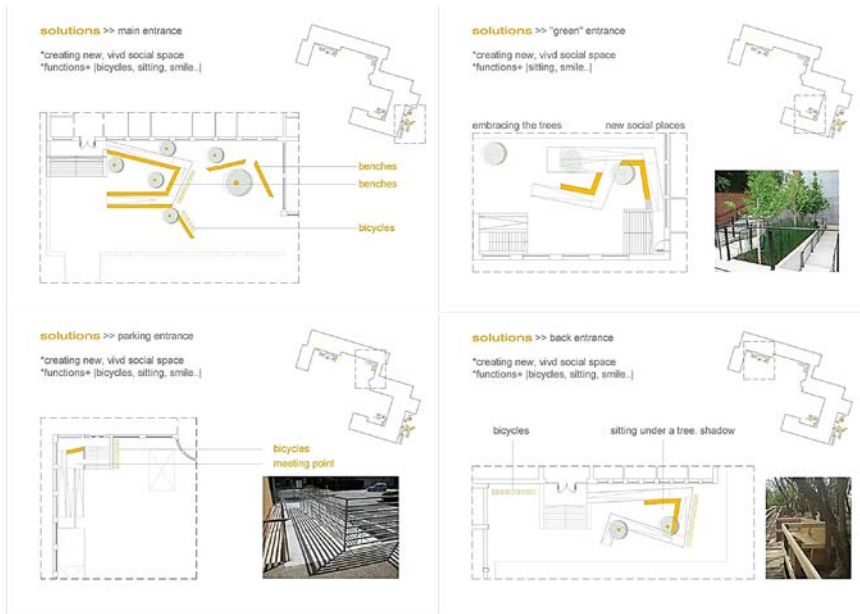 solutions >> main entrance
*creating new, vivd social space
*functions+ |bicycles, sitting, smile..|
benches
benches
bicycles
solutions >> "green" entrance
*creating new, vivd social space
*functions+ |sitting, smile..|
embracing the trees
new social places
solutions >> parking entrance
*creating new, vivd social space
*functions+ |bicycles, sitting, smile..|
bicycles
meeting point
solutions >> back entrance
*creating new, vivd social space
*functions+ |bicycles, sitting, smile..|
bicycles
sitting under a tree. shadow